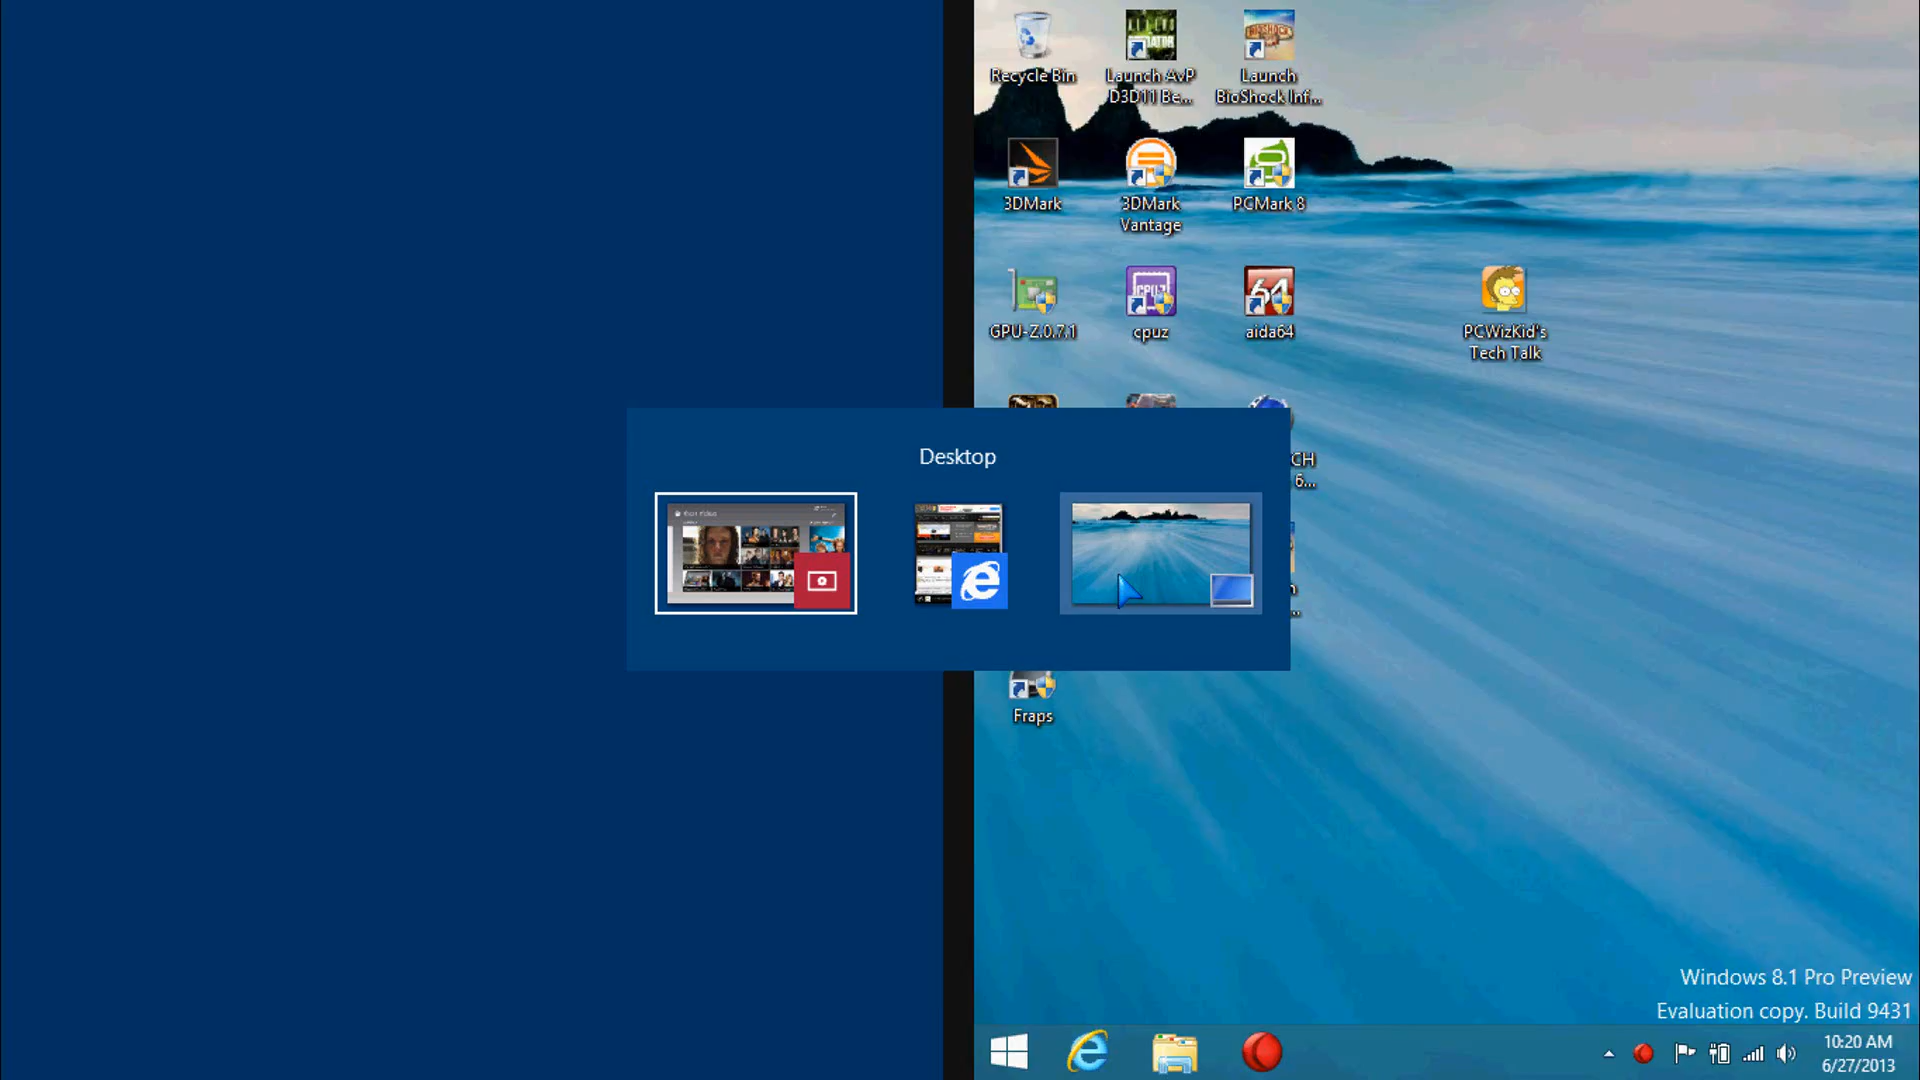 Recycle Bin
Launch AvP
D3D11 Be...
Launch
BioShock Inf...
3DMark
3DMark
Vantage
PCMark 8
GPU-Z.0.7.1
cpuz
64
aida64
PCWizKid's
Tech Talk
CH
6...
Desktop
Fraps
Windows 8.1 Pro Preview
Evaluation copy. Build 9431
10:20 AM
6/27/2013